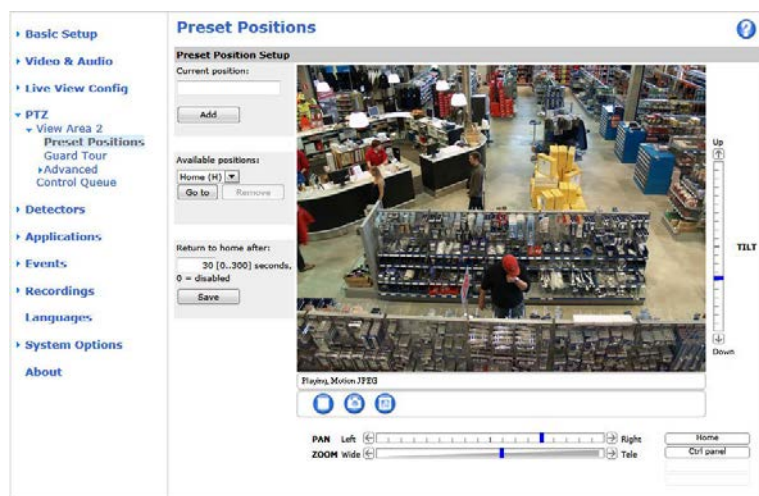 Basic Setup
Video & Audio
Live View Config
PTZ
View Area 2
Preset Positions
Guard Tour
Advanced
Control Queue
Detectors
Applications
Events
Recordings
Languages
System Options
About
Preset Positions
?
Preset Position Setup
Current position:
Add
Available positions:
Home (H)
Go to Remove
Return to home after:
30 [0..300] seconds,
0 = disabled
Save
Up
TILT
Down
Playing, Motion JPEG
PAN Left Right
ZOOM Wide Tele
Home
Ctrl panel